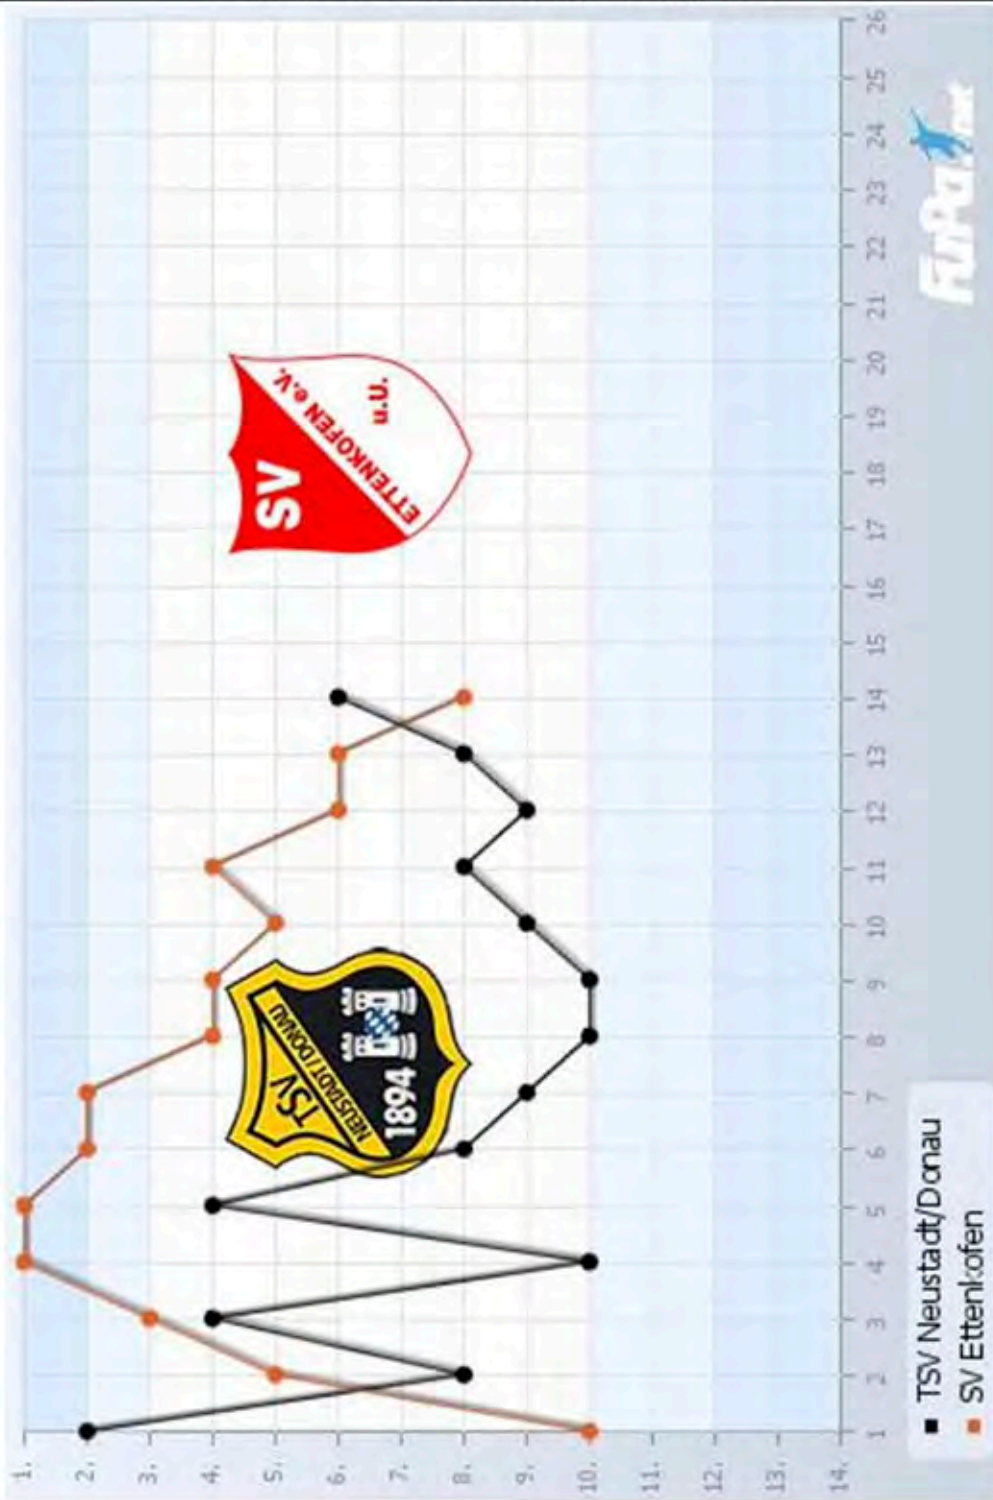 1.
2.
3.
4.
5.
6.
7.
8.
9.
10.
11.
12.
13.
14.
1 2 3 4 5 6 7 8 9 10 11 12 13 14 15 16 17 18 19 20 21 22 23 24 25 26
TSV
NEUSTADT/DONAU
1894
SV
ETTENKOFEN e.V.
u.U.
TSV Neustadt/Donau
SV Ettenkofen
FuPa.net